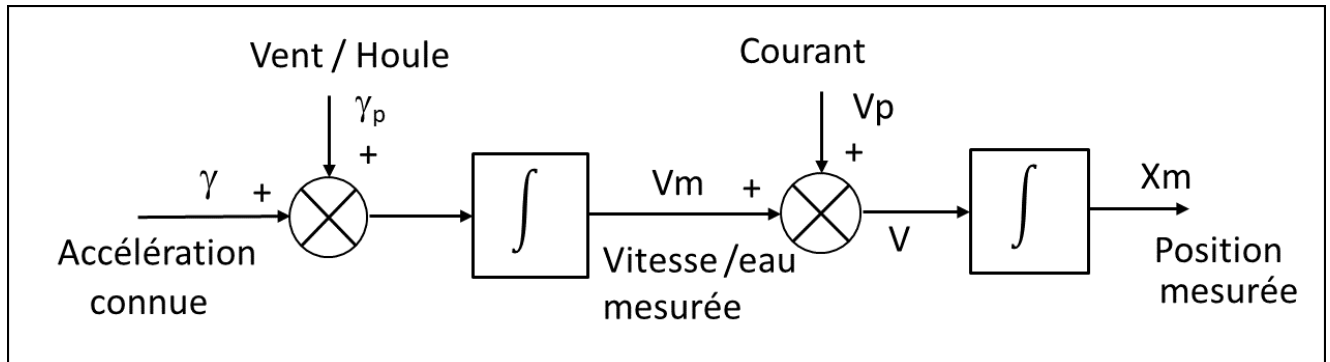 Vent / Houle
γp
+
γ
+
Accélération
connue
∫
Vm
Vitesse /eau
mesurée
Courant
Vp
+
+
V
∫
Xm
Position
mesurée